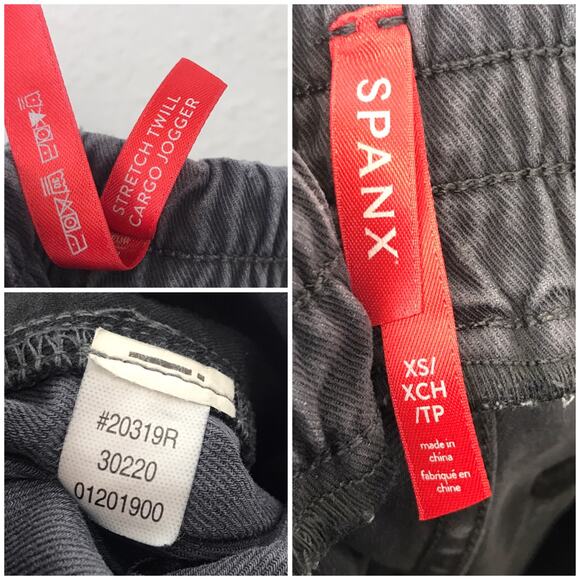 STRETCH TWILL
CARGO JOGGER
SPANX
XS/
XCH
/TP
made in
china
fabriqué en
chine
#20319R
30220
01201900